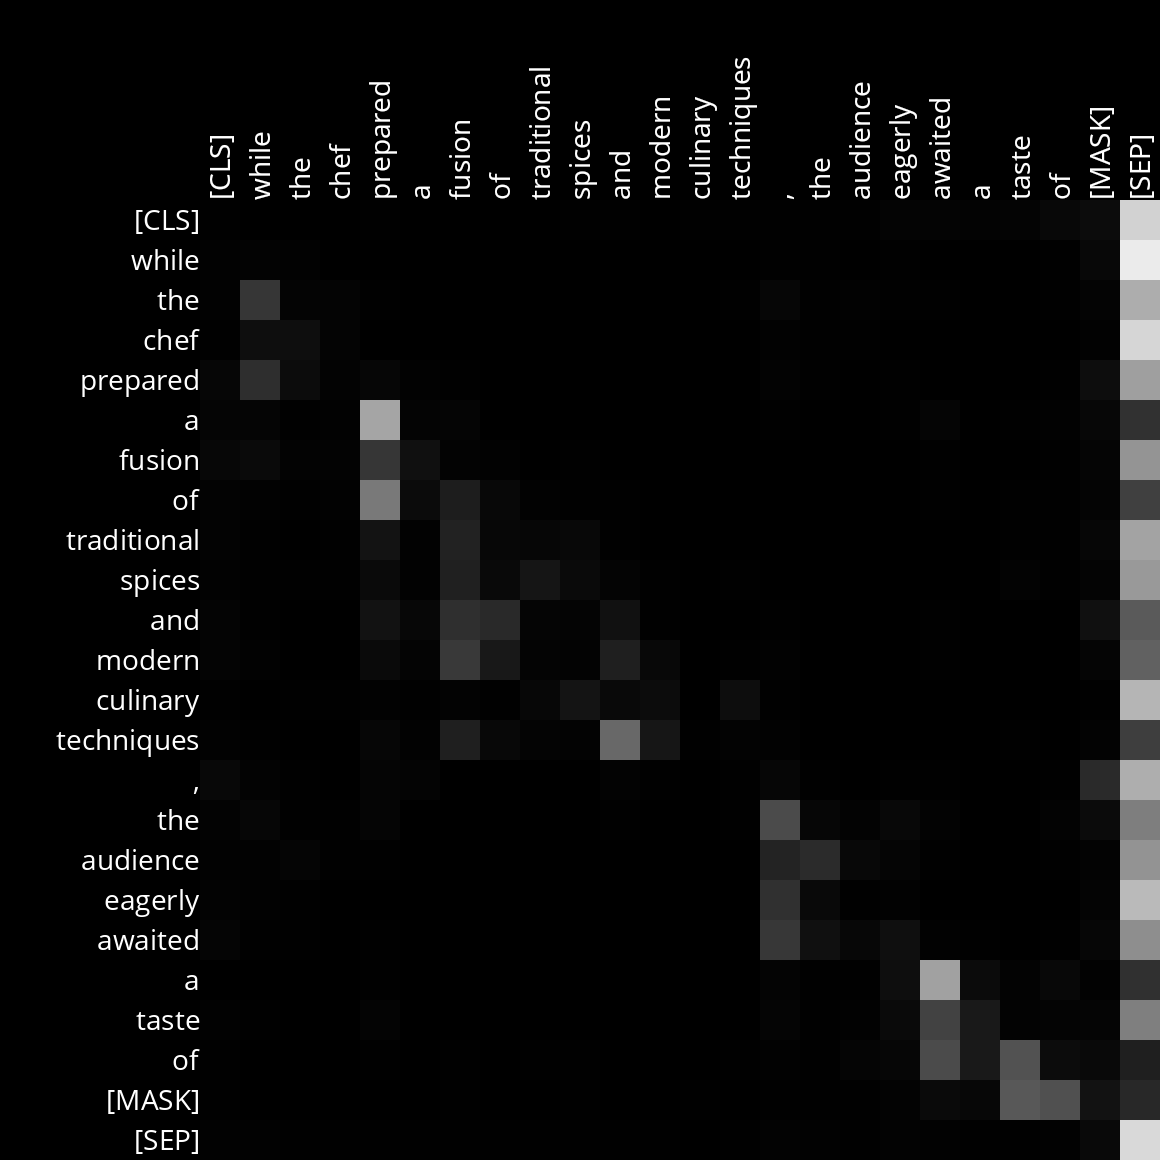 [CLS] while the chef prepared a fusion of traditional spices and modern culinary techniques , the audience eagerly awaited a taste of [MASK] [SEP]
[CLS]
while
the
chef
prepared
a
fusion
of
traditional
spices
and
modern
culinary
techniques
,
the
audience
eagerly
awaited
a
taste
of
[MASK]
[SEP]